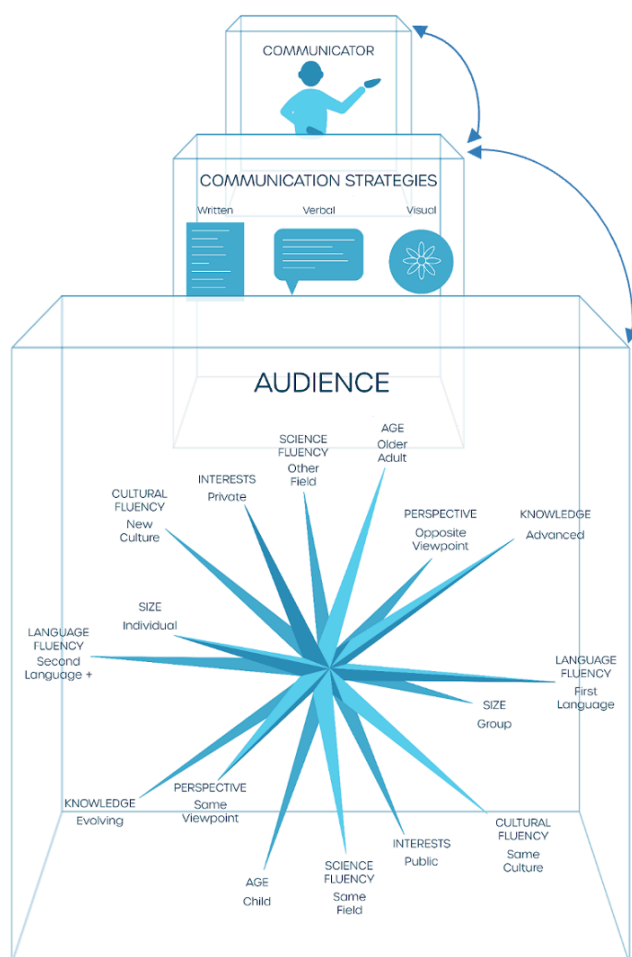 COMMUNICATOR
COMMUNICATION STRATEGIES
Written
Verbal
Visual
AUDIENCE
AGE
Older
Adult
SCIENCE
FLUENCY
Other
Field
INTERESTS
Private
CULTURAL
FLUENCY
New
Culture
PERSPECTIVE
Opposite
Viewpoint
KNOWLEDGE
Advanced
SIZE
Individual
LANGUAGE
FLUENCY
Second
Language +
LANGUAGE
FLUENCY
First
Language
SIZE
Group
KNOWLEDGE
Evolving
PERSPECTIVE
Same
Viewpoint
AGE
Child
SCIENCE
FLUENCY
Same
Field
INTERESTS
Public
CULTURAL
FLUENCY
Same
Culture